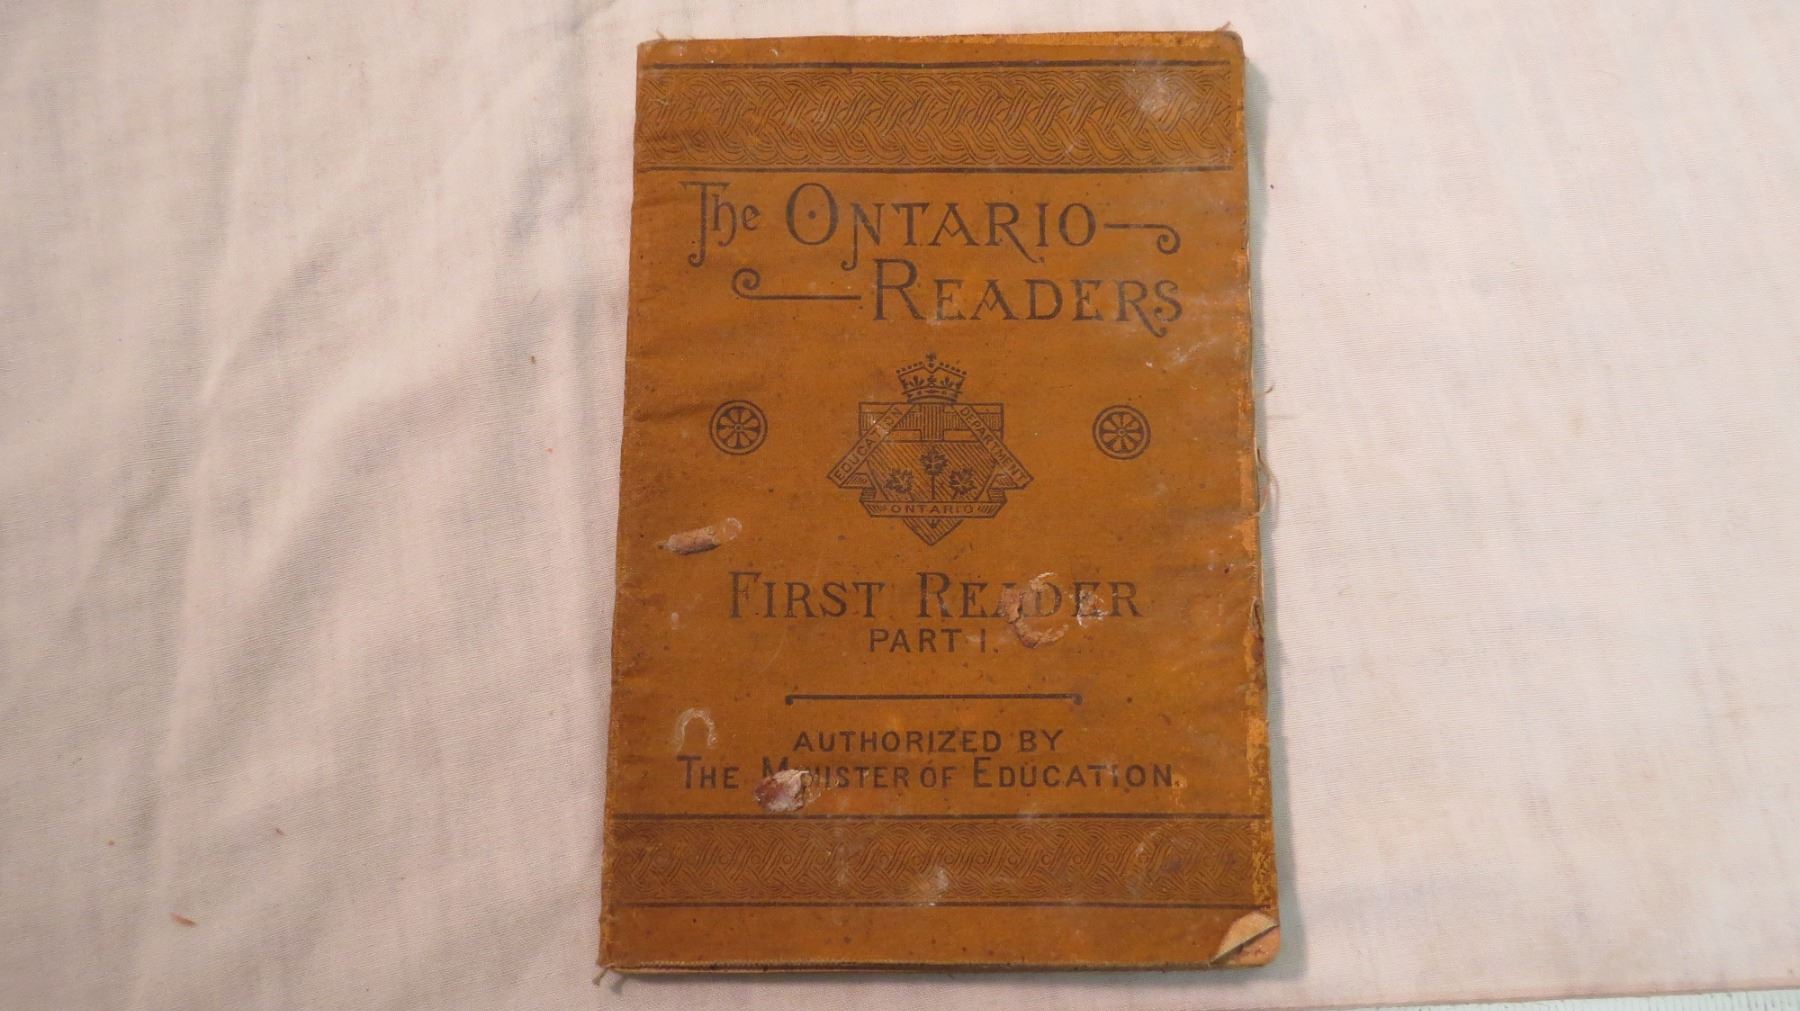 The ONTARIO
READERS
EDUCATION DEPARTMENT
ONTARIO
FIRST READER
PART I.
AUTHORIZED BY
THE MINISTER OF EDUCATION.